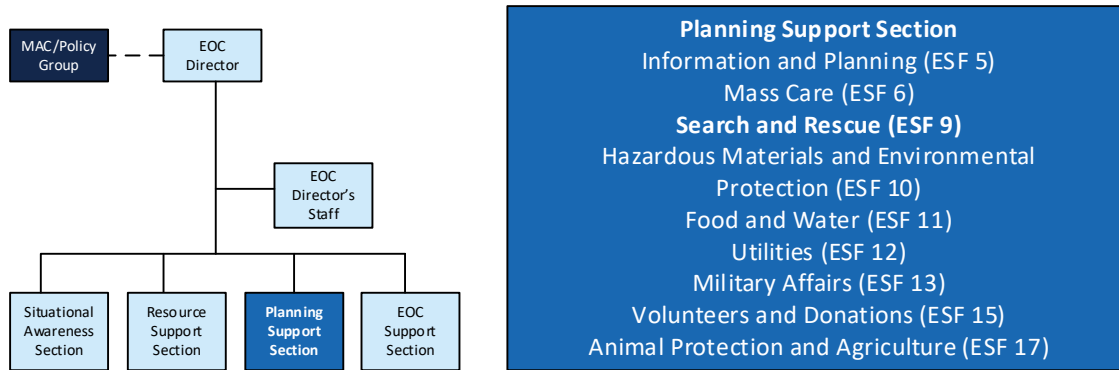 MAC/Policy
Group
EOC
Director
EOC
Director's
Staff
Situational
Awareness
Section
Resource
Support
Section
Planning
Support
Section
EOC
Support
Section
Planning Support Section
Information and Planning (ESF 5)
Mass Care (ESF 6)
Search and Rescue (ESF 9)
Hazardous Materials and Environmental
Protection (ESF 10)
Food and Water (ESF 11)
Utilities (ESF 12)
Military Affairs (ESF 13)
Volunteers and Donations (ESF 15)
Animal Protection and Agriculture (ESF 17)